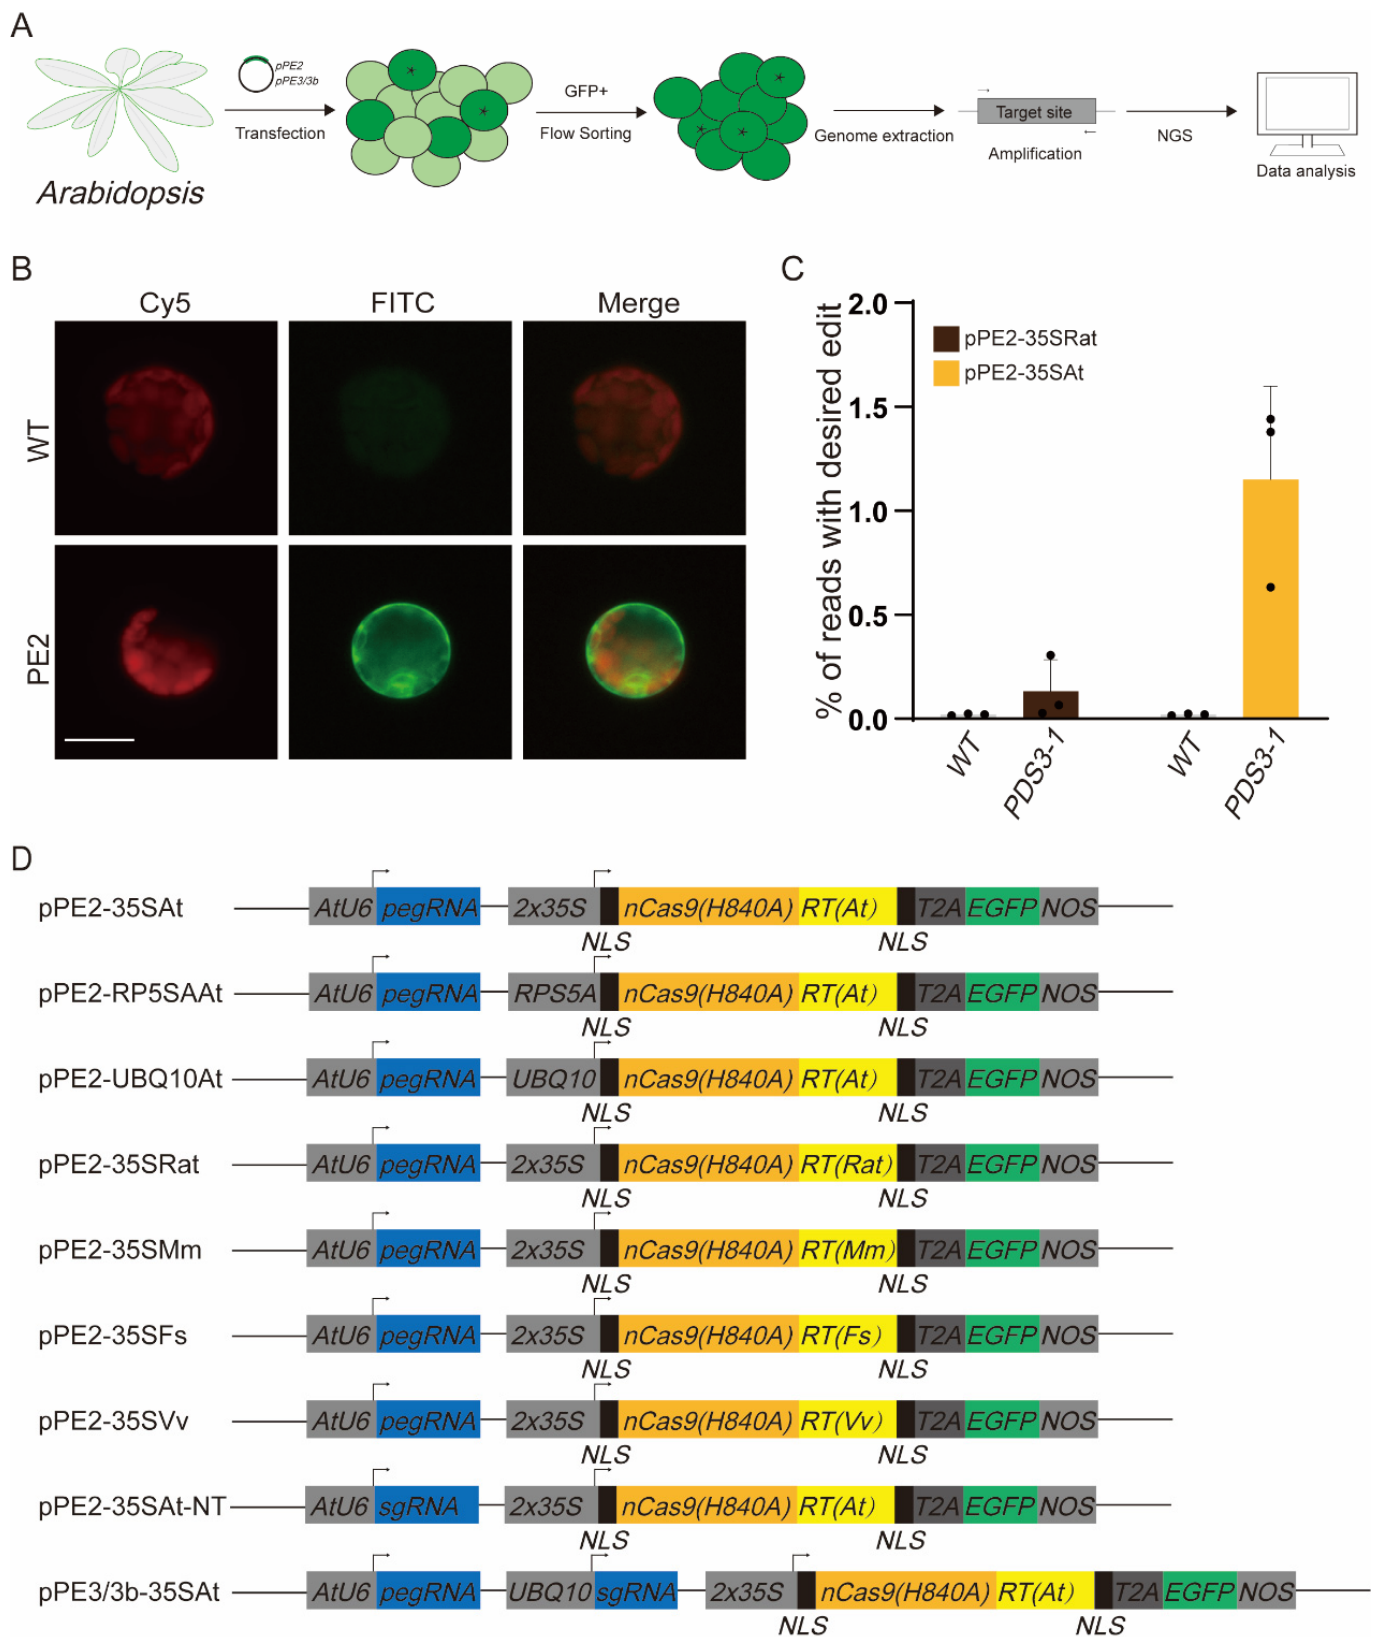 A
pPE2
pPE3/3b
Transfection
Arabidopsis
GFP+
Flow Sorting
Genome extraction
Target site
Amplification
NGS
Data analysis
B
Cy5 FITC Merge
WT
PE2
C
% of reads with desired edit
2.0
1.5
1.0
0.5
0.0
pPE2-35SRat
pPE2-35SAt
WT PDS3-1 WT PDS3-1
D
pPE2-35SAt AtU6 pegRNA 2x35S nCas9(H840A) RT(At) T2A EGFP NOS
NLS NLS
pPE2-RP5SAAt AtU6 pegRNA RPS5A nCas9(H840A) RT(At) T2A EGFP NOS
NLS NLS
pPE2-UBQ10At AtU6 pegRNA UBQ10 nCas9(H840A) RT(At) T2A EGFP NOS
NLS NLS
pPE2-35SRat AtU6 pegRNA 2x35S nCas9(H840A) RT(Rat) T2A EGFP NOS
NLS NLS
pPE2-35SMm AtU6 pegRNA 2x35S nCas9(H840A) RT(Mm) T2A EGFP NOS
NLS NLS
pPE2-35SFs AtU6 pegRNA 2x35S nCas9(H840A) RT(Fs) T2A EGFP NOS
NLS NLS
pPE2-35SVv AtU6 pegRNA 2x35S nCas9(H840A) RT(Vv) T2A EGFP NOS
NLS NLS
pPE2-35SAt-NT AtU6 sgRNA 2x35S nCas9(H840A) RT(At) T2A EGFP NOS
NLS NLS
pPE3/3b-35SAt AtU6 pegRNA UBQ10 sgRNA 2x35S nCas9(H840A) RT(At) T2A EGFP NOS
NLS NLS